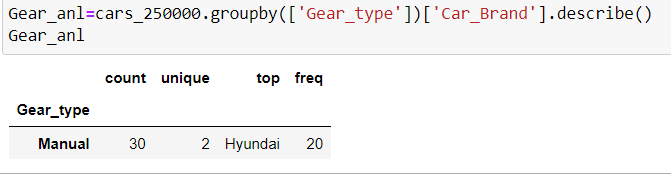 Gear_anl=cars_250000.groupby(['Gear_type'])['Car_Brand'].describe()
Gear_anl
count unique top freq
Gear_type
Manual 30 2 Hyundai 20